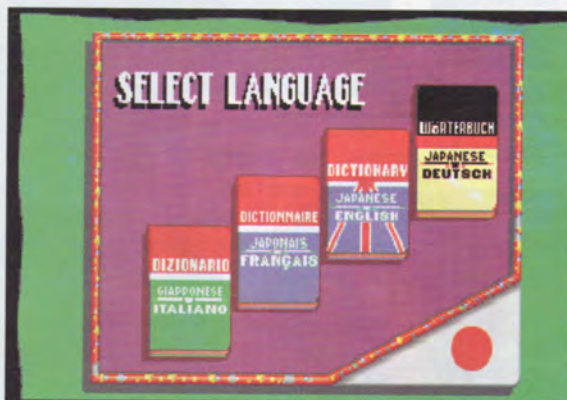 SELECT LANGUAGE
DIZIONARIO
GIAPPONESE
ITALIANO
DICTIONNAIRE
JAPONAIS
FRANÇAIS
DICTIONARY
JAPANESE
ENGLISH
WöRTERBUCH
JAPANESE
DEUTSCH